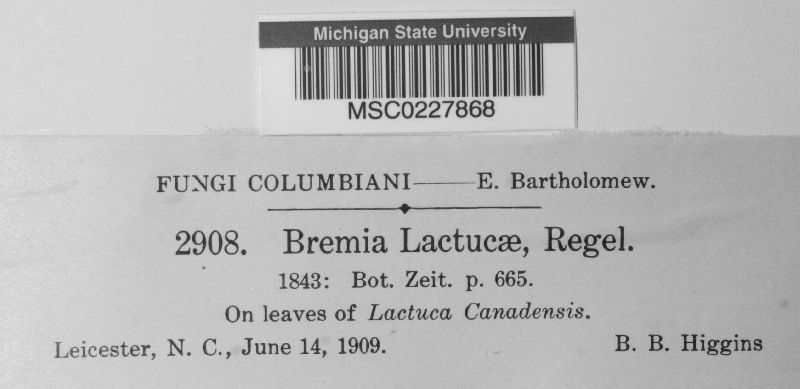 Michigan State University
MSC0227868
FUNGI COLUMBIANI——E. Bartholomew.
2908. Bremia Lactucæ, Regel.
1843: Bot. Zeit. p. 665.
On leaves of Lactuca Canadensis.
Leicester, N. C., June 14, 1909. B. B. Higgins